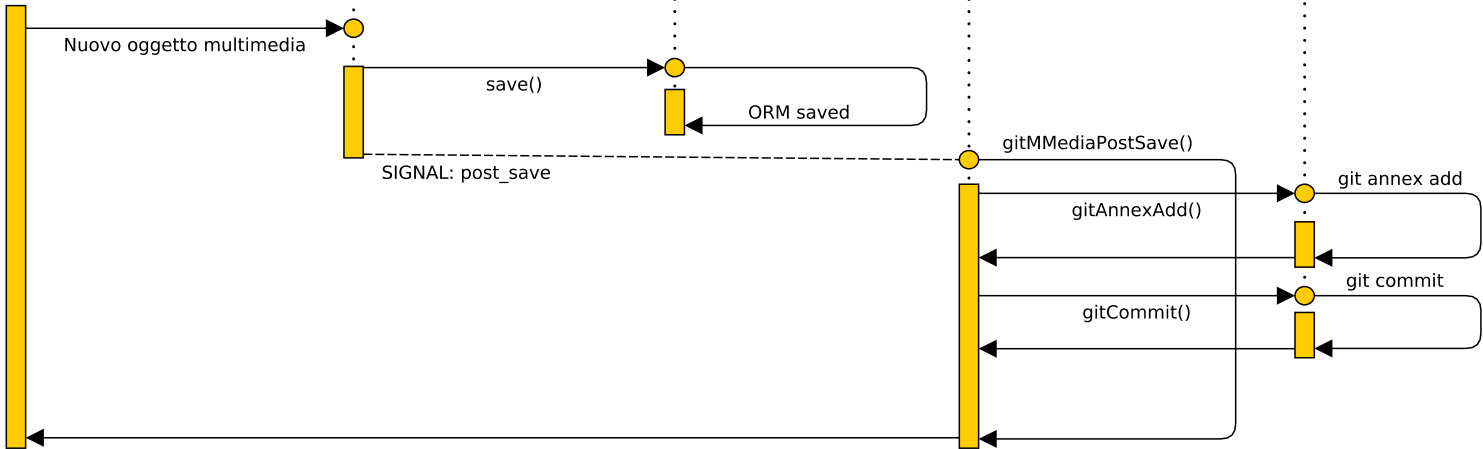 Nuovo oggetto multimedia
save()
ORM saved
gitMMediaPostSave()
SIGNAL: post_save
git annex add
gitAnnexAdd()
git commit
gitCommit()